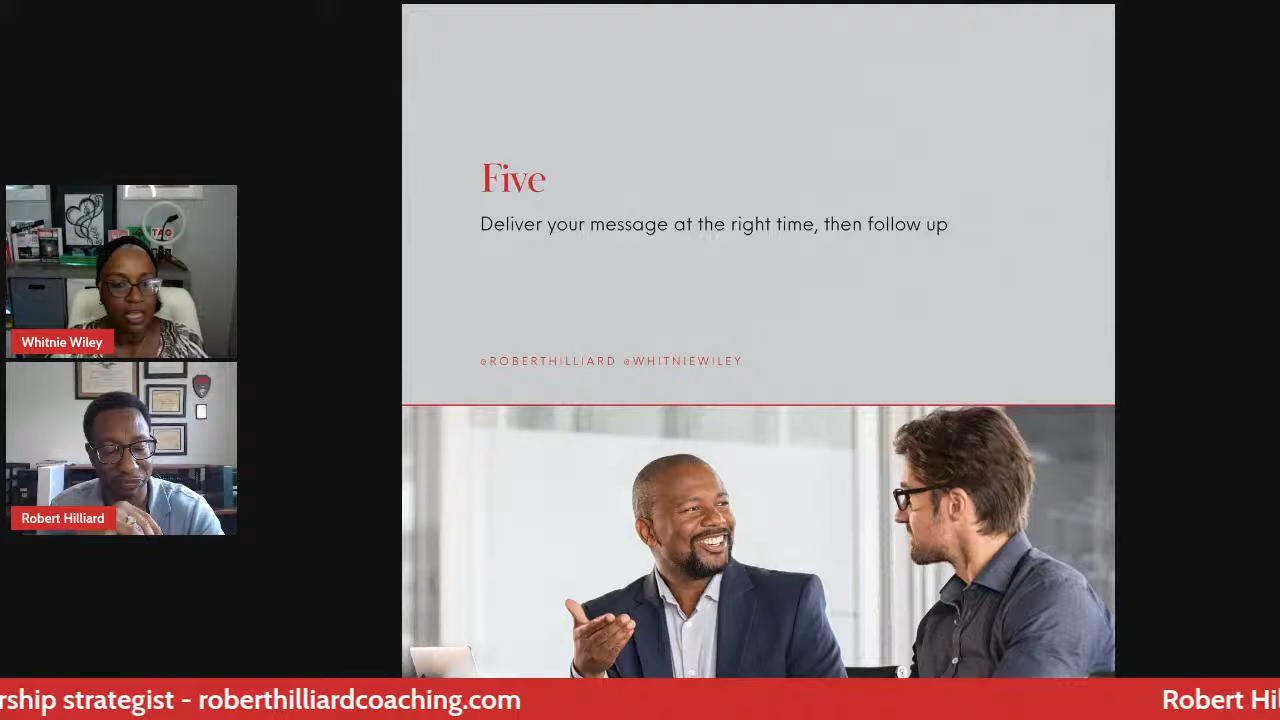 Five
Deliver your message at the right time, then follow up
@ROBERTHILLIARD @WHITNIEWILEY
TAG
Whitnie Wiley
Robert Hilliard
rship strategist - roberthilliardcoaching.com
Robert Hil